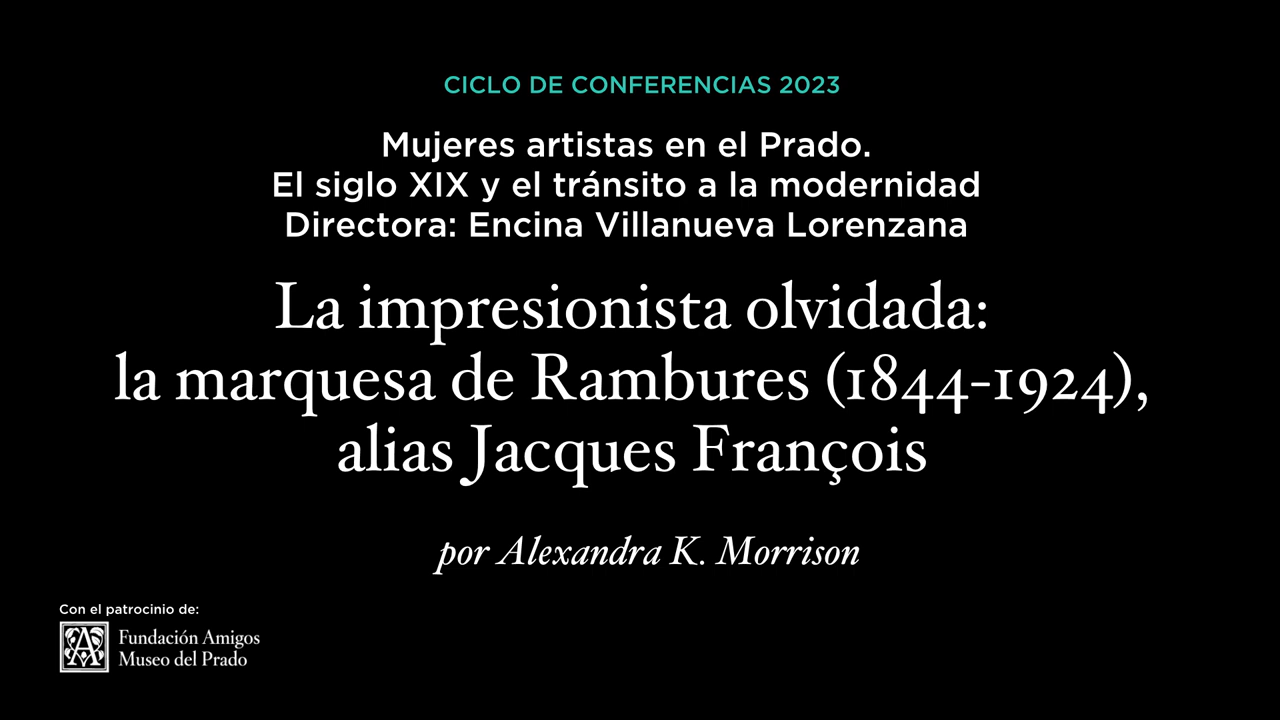 CICLO DE CONFERENCIAS 2023
Mujeres artistas en el Prado.
El siglo XIX y el tránsito a la modernidad
Directora: Encina Villanueva Lorenzana
La impresionista olvidada:
la marquesa de Rambures (1844-1924),
alias Jacques François
por Alexandra K. Morrison
Con el patrocinio de:
Fundación Amigos
Museo del Prado